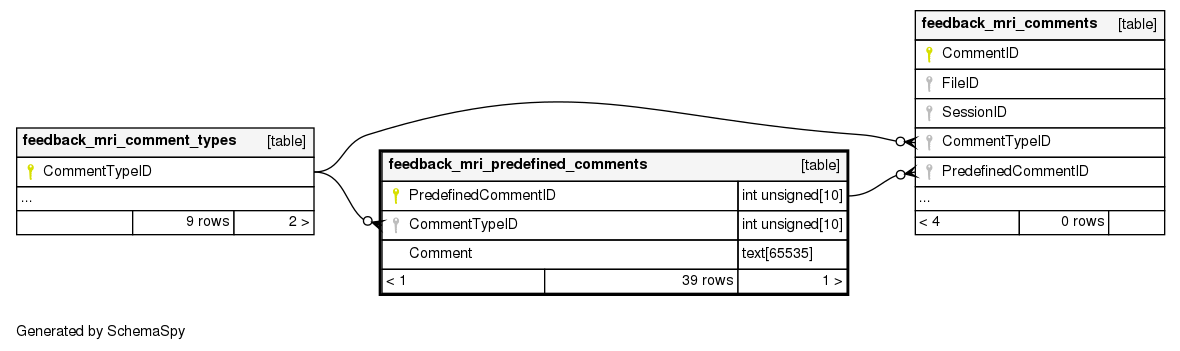 feedback_mri_comment_types [table]
CommentTypeID
...
9 rows 2 >
feedback_mri_predefined_comments [table]
PredefinedCommentID int unsigned[10]
CommentTypeID int unsigned[10]
Comment text[65535]
< 1 39 rows 1 >
feedback_mri_comments [table]
CommentID
FileID
SessionID
CommentTypeID
PredefinedCommentID
...
< 4 0 rows
Generated by SchemaSpy